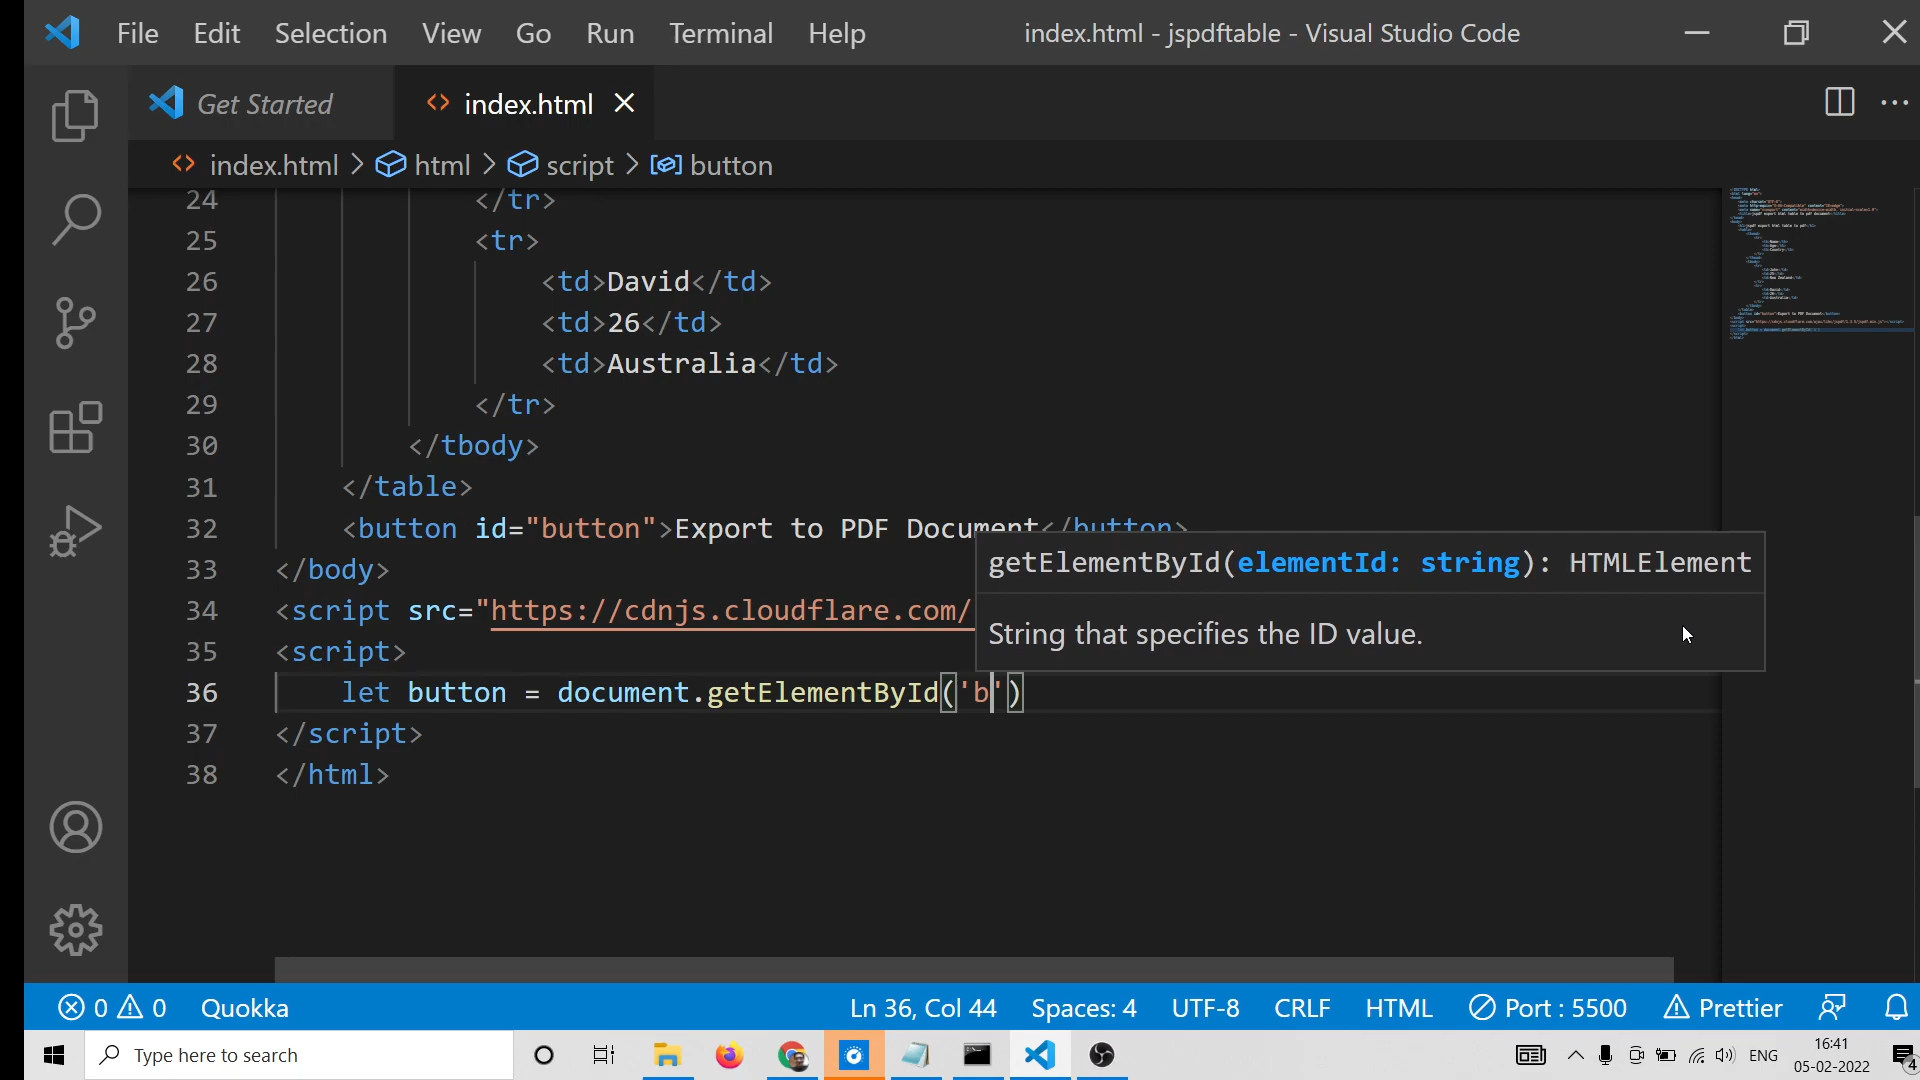 File Edit Selection View Go Run Terminal Help index.html - jspdftable - Visual Studio Code
Get Started index.html
index.html > html > script > button
24 </tr>
25 <tr>
26 <td>David</td>
27 <td>26</td>
28 <td>Australia</td>
29 </tr>
30 </tbody>
31 </table>
32 <button id="button">Export to PDF Document</button>
33 </body>
getElementById(elementId: string): HTMLElement
34 <script src="https://cdnjs.cloudflare.com/
String that specifies the ID value.
35 <script>
36 let button = document.getElementById('b')
37 </script>
38 </html>
0 0 Quokka Ln 36, Col 44 Spaces: 4 UTF-8 CRLF HTML Port : 5500 Prettier
Type here to search ENG 16:41
05-02-2022 4